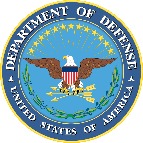 DEPARTMENT OF DEFENSE
UNITED STATES OF AMERICA